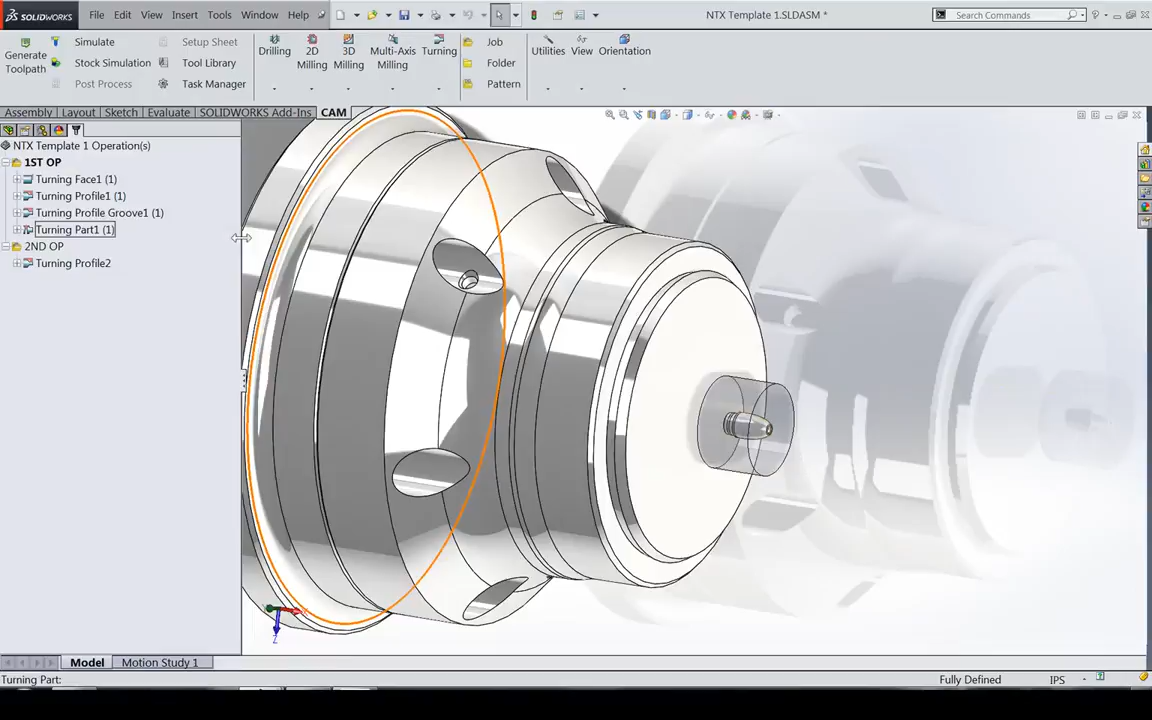 SOLIDWORKS File Edit View Insert Tools Window Help NTX Template 1.SLDASM * Search Commands ?
Generate Toolpath Simulate Setup Sheet Drilling 2D Milling 3D Milling Multi-Axis Milling Turning Job Utilities View Orientation
Stock Simulation Tool Library Folder
Post Process Task Manager Pattern
Assembly Layout Sketch Evaluate SOLIDWORKS Add-Ins CAM
NTX Template 1 Operation(s)
1ST OP
Turning Face1 (1)
Turning Profile1 (1)
Turning Profile Groove1 (1)
Turning Part1 (1)
2ND OP
Turning Profile2
Z
Model Motion Study 1
Turning Part: Fully Defined IPS